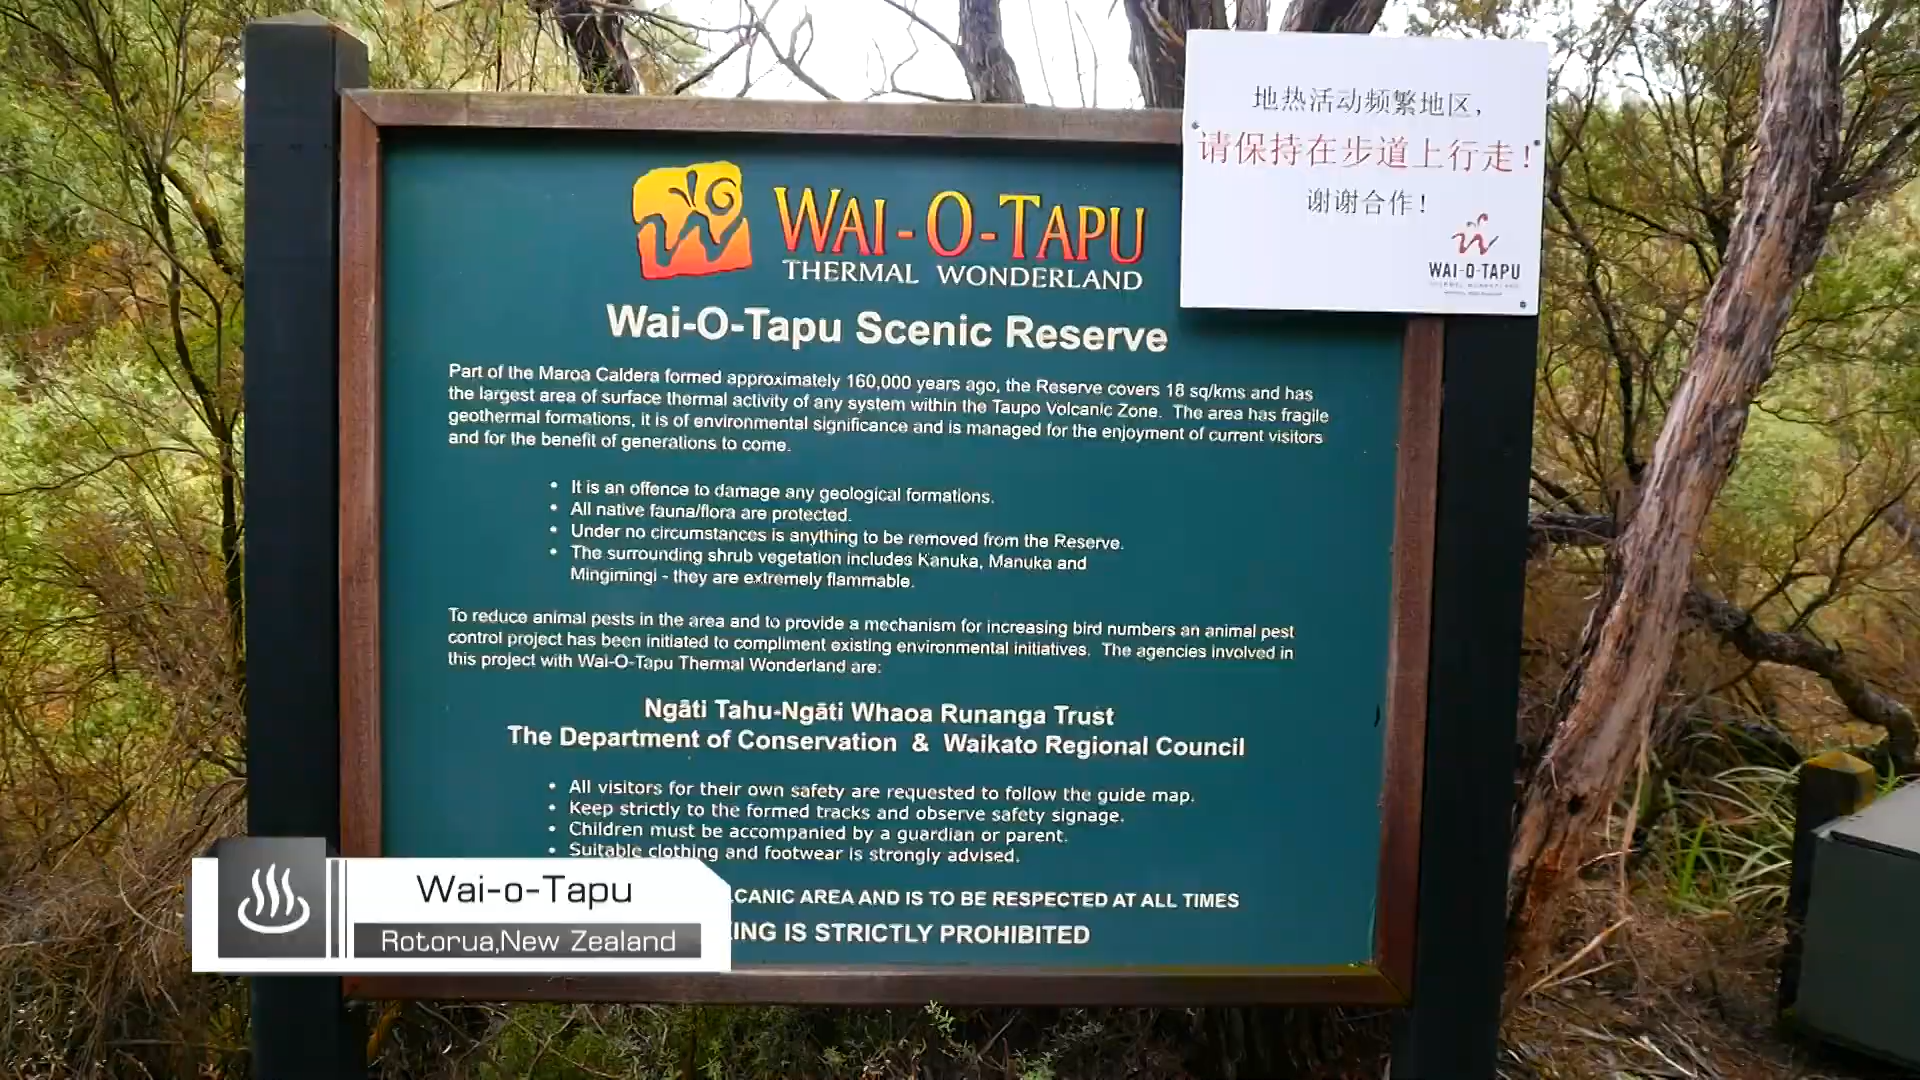 地热活动频繁地区,
请保持在步道上行走!
谢谢合作!
WAI-O-TAPU
WAI-O-TAPU
THERMAL WONDERLAND
Wai-O-Tapu Scenic Reserve
Part of the Maroa Caldera formed approximately 160,000 years ago, the Reserve covers 18 sq/kms and has
the largest area of surface thermal activity of any system within the Taupo Volcanic Zone. The area has fragile
geothermal formations, it is of environmental significance and is managed for the enjoyment of current visitors
and for the benefit of generations to come.
• It is an offence to damage any geological formations.
• All native fauna/flora are protected.
• Under no circumstances is anything to be removed from the Reserve.
• The surrounding shrub vegetation includes Kanuka, Manuka and
Mingimingi - they are extremely flammable.
To reduce animal pests in the area and to provide a mechanism for increasing bird numbers an animal pest
control project has been initiated to compliment existing environmental initiatives. The agencies involved in
this project with Wai-O-Tapu Thermal Wonderland are:
Ngāti Tahu-Ngāti Whaoa Runanga Trust
The Department of Conservation & Waikato Regional Council
• All visitors for their own safety are requested to follow the guide map.
• Keep strictly to the formed tracks and observe safety signage.
• Children must be accompanied by a guardian or parent.
• Suitable clothing and footwear is strongly advised.
LCANIC AREA AND IS TO BE RESPECTED AT ALL TIMES
KING IS STRICTLY PROHIBITED
Wai-o-Tapu
Rotorua,New Zealand